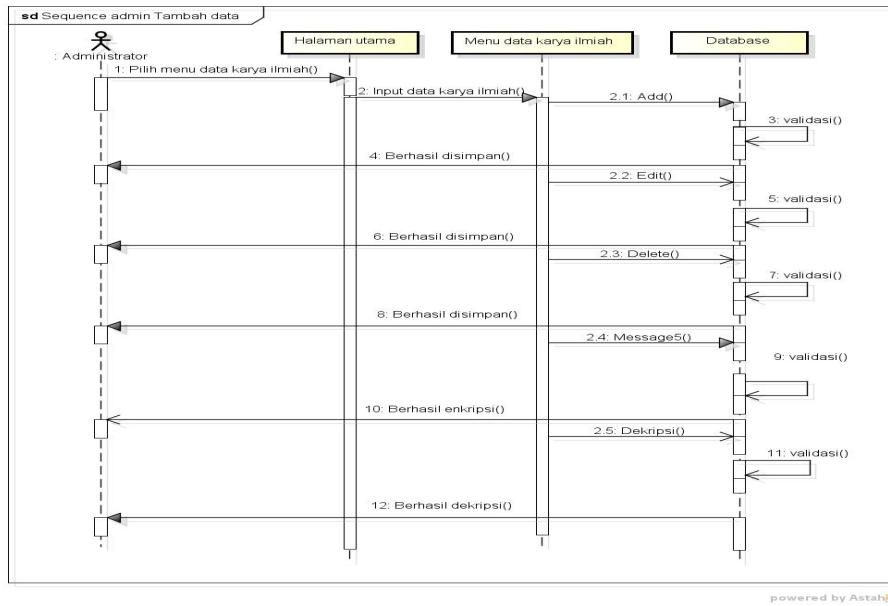 sd Sequence admin Tambah data
Halaman utama
Menu data karya ilmiah
Database
: Administrator
1: Pilih menu data karya ilmiah()
2: Input data karya ilmiah()
2.1: Add()
3: validasi()
4: Berhasil disimpan()
2.2: Edit()
5: validasi()
6: Berhasil disimpan()
2.3: Delete()
7: validasi()
8: Berhasil disimpan()
2.4: Message5()
9: validasi()
10: Berhasil enkripsi()
2.5: Dekripsi()
11: validasi()
12: Berhasil dekripsi()
powered by Astah